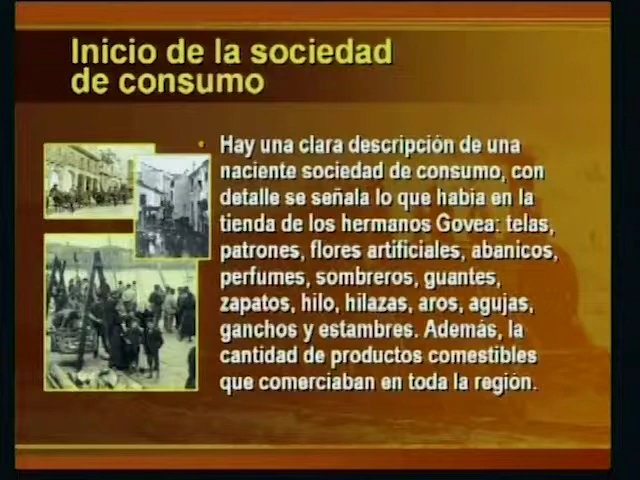 Inicio de la sociedad
de consumo
• Hay una clara descripción de una
naciente sociedad de consumo, con
detalle se señala lo que había en la
tienda de los hermanos Govea: telas,
patrones, flores artificiales, abanicos,
perfumes, sombreros, guantes,
zapatos, hilo, hilazas, aros, agujas,
ganchos y estambres. Además, la
cantidad de productos comestibles
que comerciaban en toda la región.